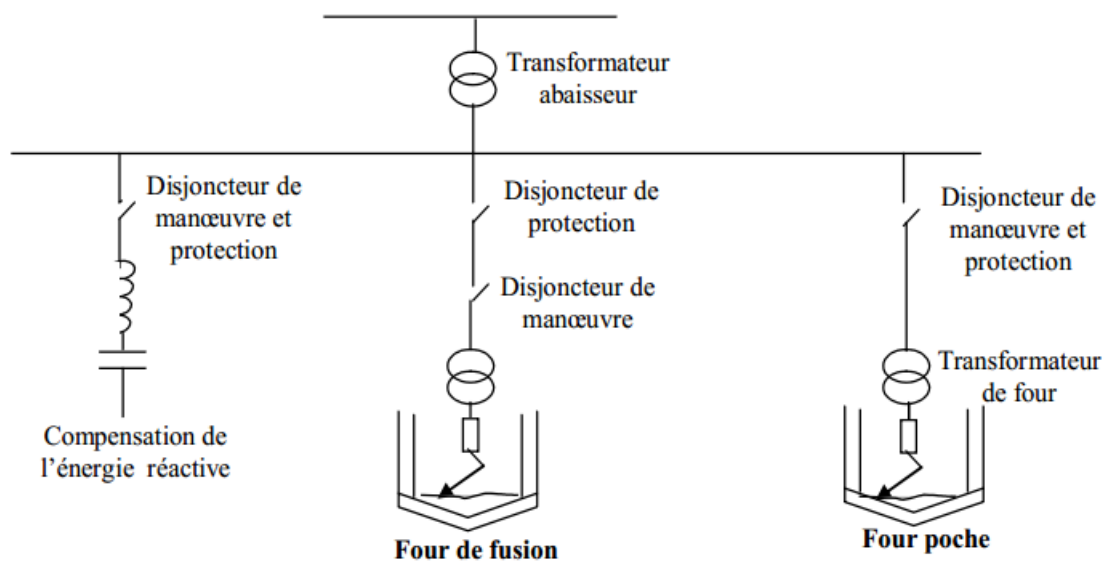 Transformateur
abaisseur
Disjoncteur de
manœuvre et
protection
Disjoncteur de
protection
Disjoncteur de
manœuvre
Disjoncteur de
manœuvre et
protection
Transformateur
de four
Compensation de
l’énergie réactive
Four de fusion
Four poche